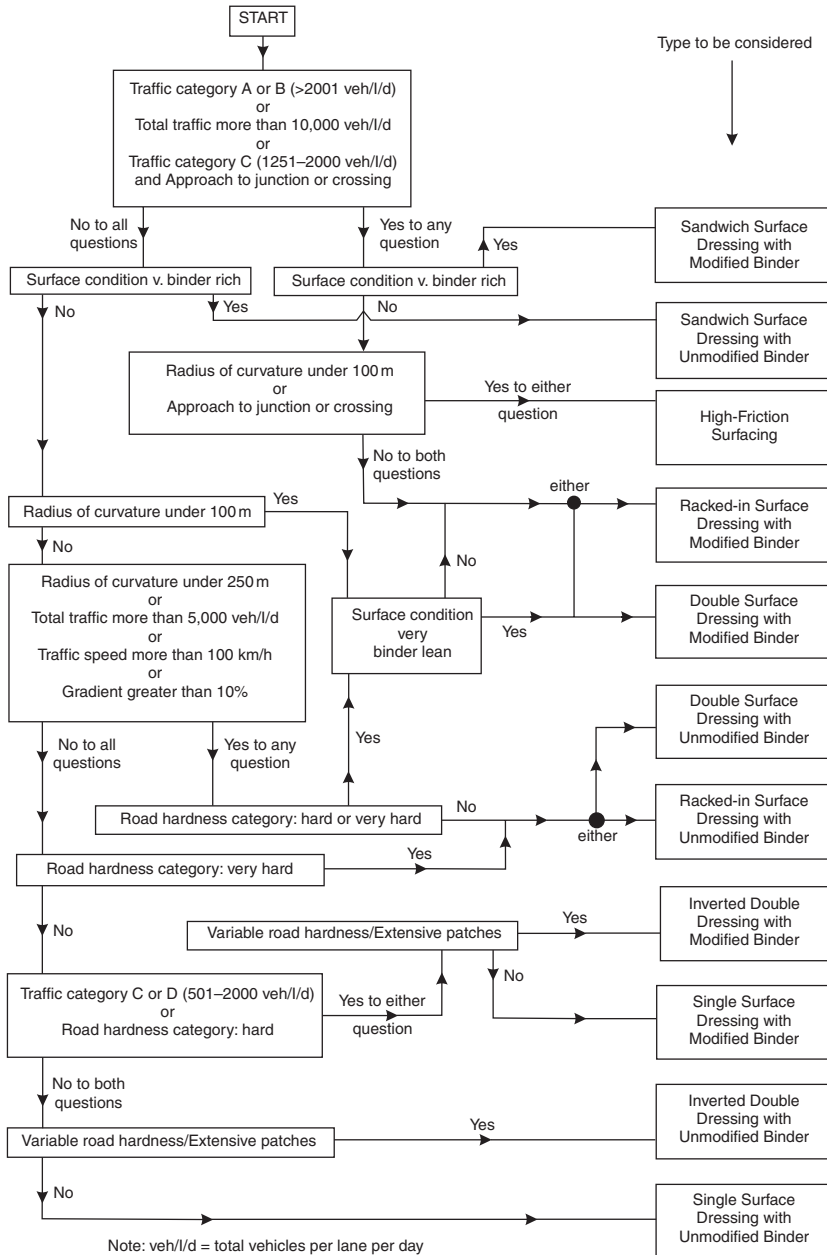 START
Type to be considered
Traffic category A or B (>2001 veh/l/d)
or
Total traffic more than 10,000 veh/l/d
or
Traffic category C (1251–2000 veh/l/d)
and Approach to junction or crossing
No to all
questions
Yes to any
question
Yes
Sandwich Surface
Dressing with
Modified Binder
Surface condition v. binder rich
Surface condition v. binder rich
No
Yes
No
Sandwich Surface
Dressing with
Unmodified Binder
Radius of curvature under 100 m
or
Approach to junction or crossing
Yes to either
question
High-Friction
Surfacing
No to both
questions
either
Radius of curvature under 100 m
Yes
Racked-in Surface
Dressing with
Modified Binder
No
No
Radius of curvature under 250 m
or
Total traffic more than 5,000 veh/l/d
or
Traffic speed more than 100 km/h
or
Gradient greater than 10%
Surface condition
very
binder lean
Yes
Double Surface
Dressing with
Modified Binder
Double Surface
Dressing with
Unmodified Binder
No to all
questions
Yes to any
question
Yes
Road hardness category: hard or very hard
No
either
Racked-in Surface
Dressing with
Unmodified Binder
Road hardness category: very hard
Yes
No
Variable road hardness/Extensive patches
Yes
Inverted Double
Dressing with
Modified Binder
No
Traffic category C or D (501–2000 veh/l/d)
or
Road hardness category: hard
Yes to either
question
Single Surface
Dressing with
Modified Binder
No to both
questions
Variable road hardness/Extensive patches
Yes
Inverted Double
Dressing with
Unmodified Binder
No
Single Surface
Dressing with
Unmodified Binder
Note: veh/l/d = total vehicles per lane per day